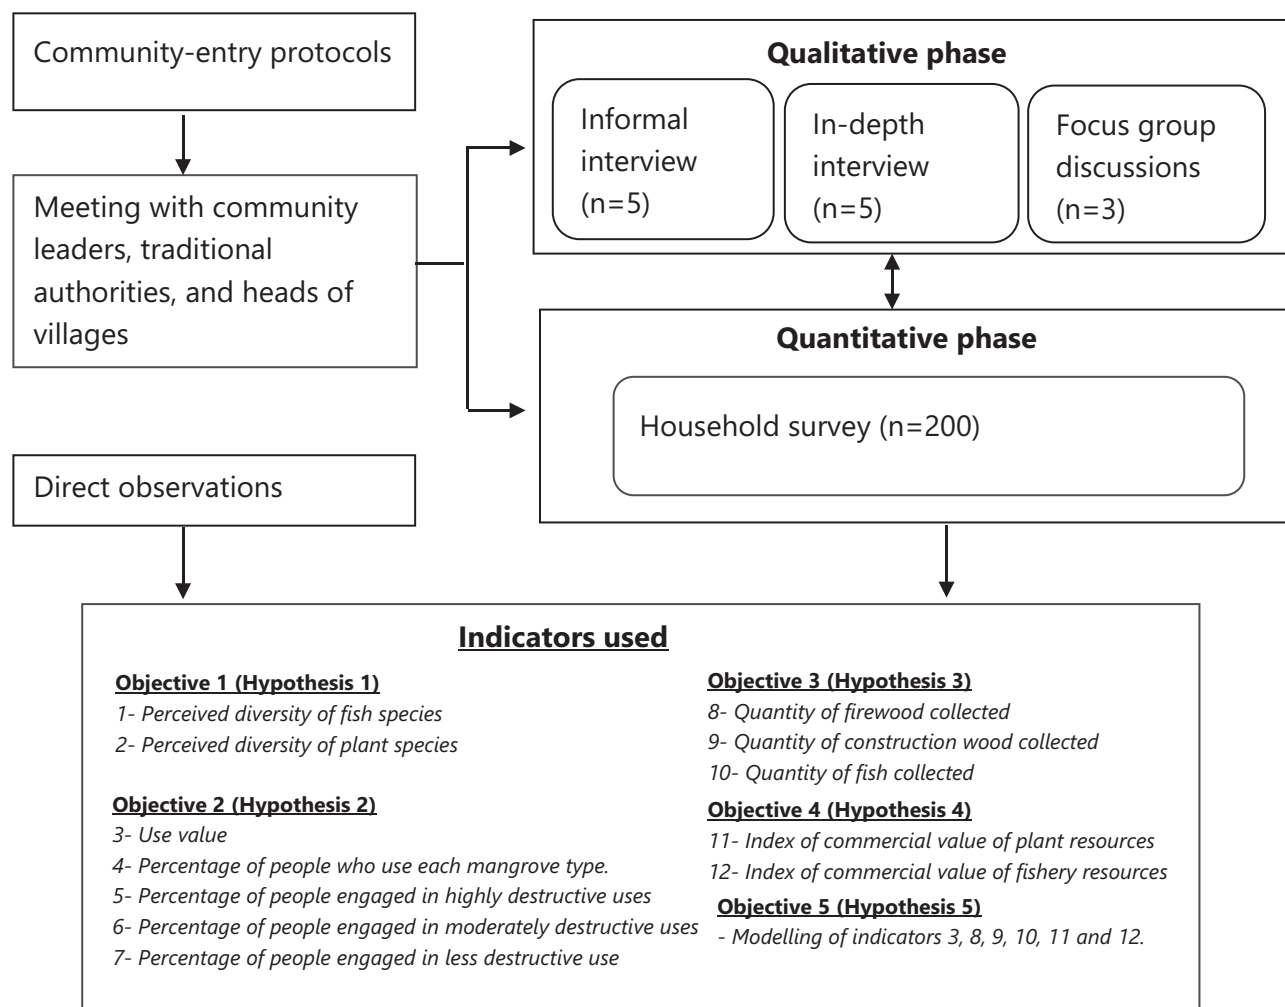 Community-entry protocols
Meeting with community
leaders, traditional
authorities, and heads of
villages
Direct observations
Qualitative phase
Informal
interview
(n=5)
In-depth
interview
(n=5)
Focus group
discussions
(n=3)
Quantitative phase
Household survey (n=200)
Indicators used
Objective 1 (Hypothesis 1)
1- Perceived diversity of fish species
2- Perceived diversity of plant species
Objective 2 (Hypothesis 2)
3- Use value
4- Percentage of people who use each mangrove type.
5- Percentage of people engaged in highly destructive uses
6- Percentage of people engaged in moderately destructive uses
7- Percentage of people engaged in less destructive use
Objective 3 (Hypothesis 3)
8- Quantity of firewood collected
9- Quantity of construction wood collected
10- Quantity of fish collected
Objective 4 (Hypothesis 4)
11- Index of commercial value of plant resources
12- Index of commercial value of fishery resources
Objective 5 (Hypothesis 5)
- Modelling of indicators 3, 8, 9, 10, 11 and 12.